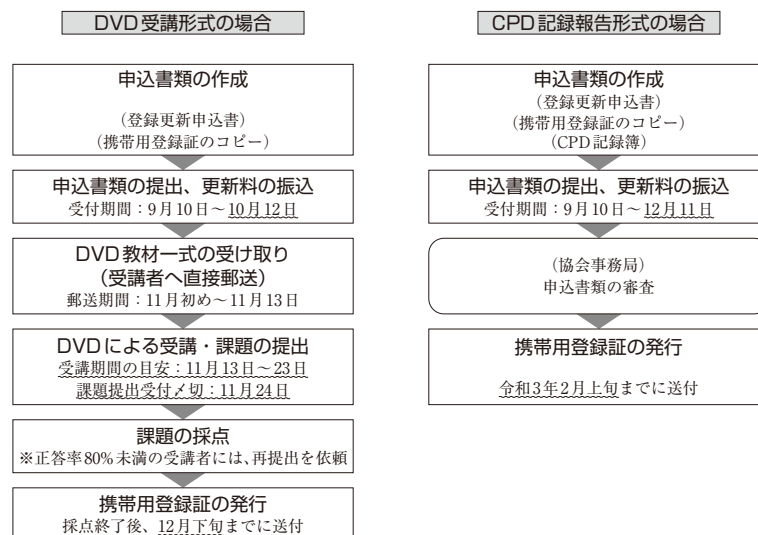 DVD受講形式の場合
申込書類の作成
（登録更新申込書）
（携帯用登録証のコピー）
申込書類の提出、更新料の振込
受付期間：9月10日～10月12日
DVD教材一式の受け取り
（受講者へ直接郵送）
郵送期間：11月初め～11月13日
DVDによる受講・課題の提出
受講期間の目安：11月13日～23日
課題提出受付〆切：11月24日
課題の採点
※正答率80％未満の受講者には、再提出を依頼
携帯用登録証の発行
採点終了後、12月下旬までに送付
CPD記録報告形式の場合
申込書類の作成
（登録更新申込書）
（携帯用登録証のコピー）
（CPD記録簿）
申込書類の提出、更新料の振込
受付期間：9月10日～12月11日
（協会事務局）
申込書類の審査
携帯用登録証の発行
令和3年2月上旬までに送付